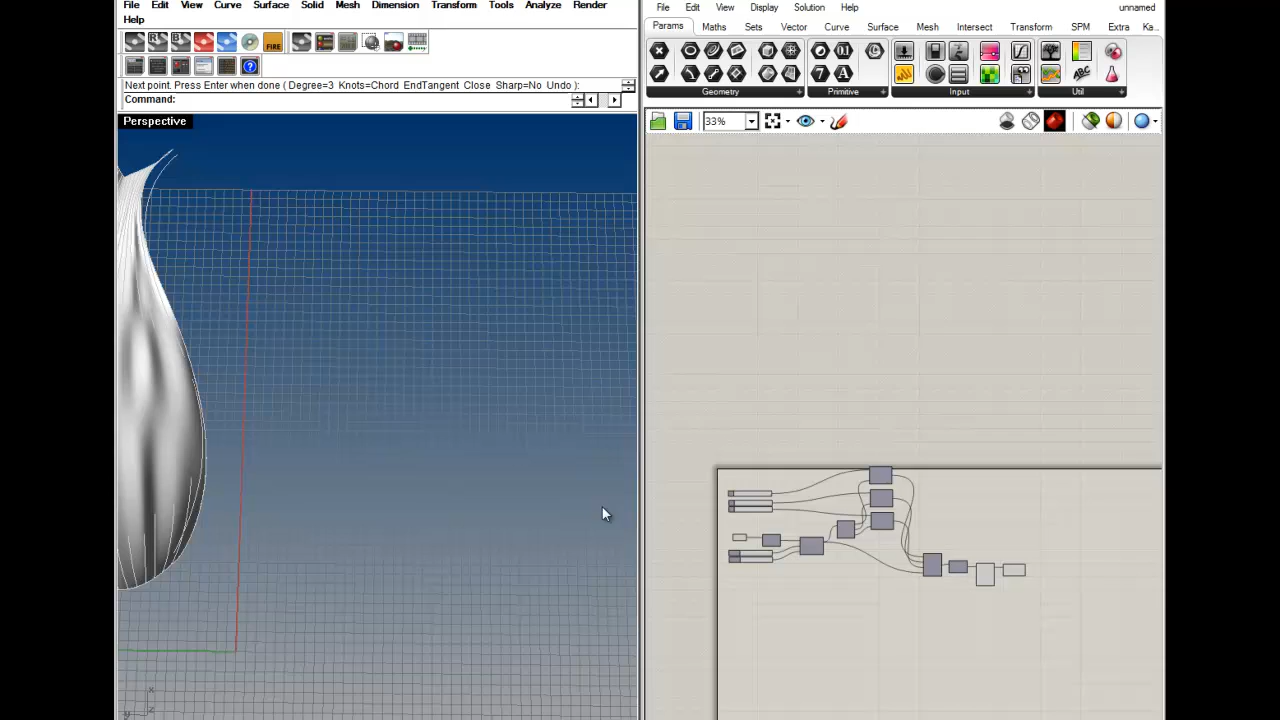 File Edit View Curve Surface Solid Mesh Dimension Transform Tools Analyze Render
Help
FIRE
Next point. Press Enter when done ( Degree=3 Knots=Chord EndTangent Close Sharp=No Undo ):
Command:
Perspective
x
z
y
File Edit View Display Solution Help unnamed
Params Maths Sets Vector Curve Surface Mesh Intersect Transform SPM Extra Ka...
Geometry Primitive Input Util
33%